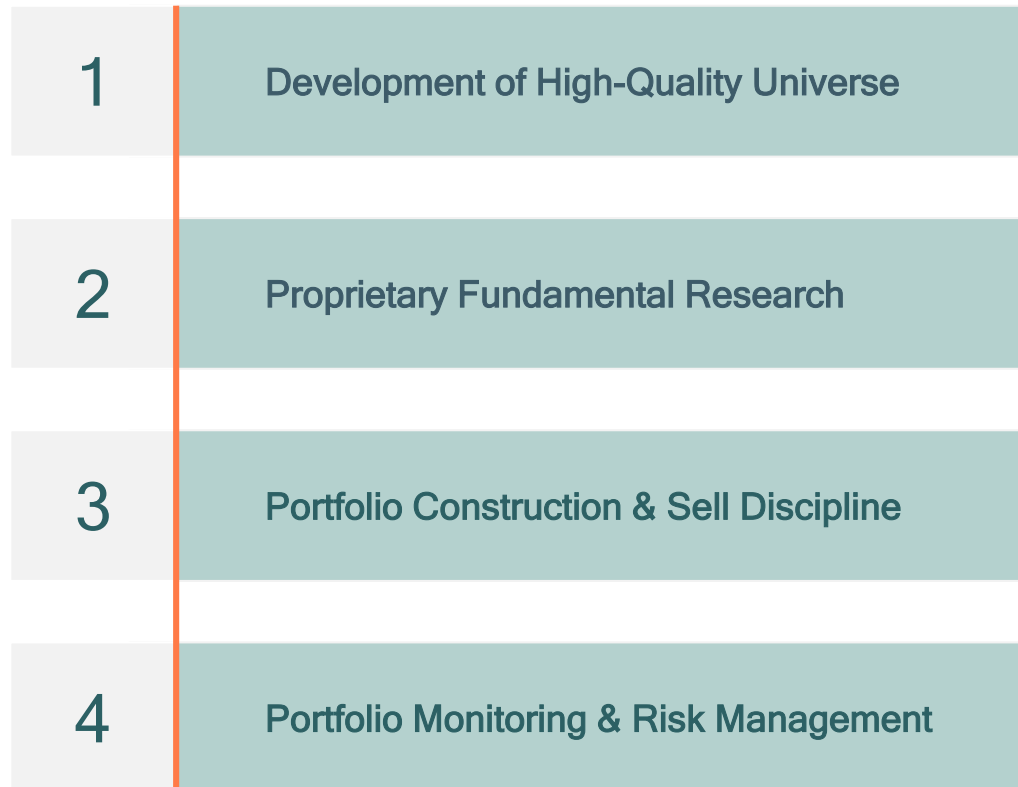 1
Development of High-Quality Universe
2
Proprietary Fundamental Research
3
Portfolio Construction & Sell Discipline
4
Portfolio Monitoring & Risk Management